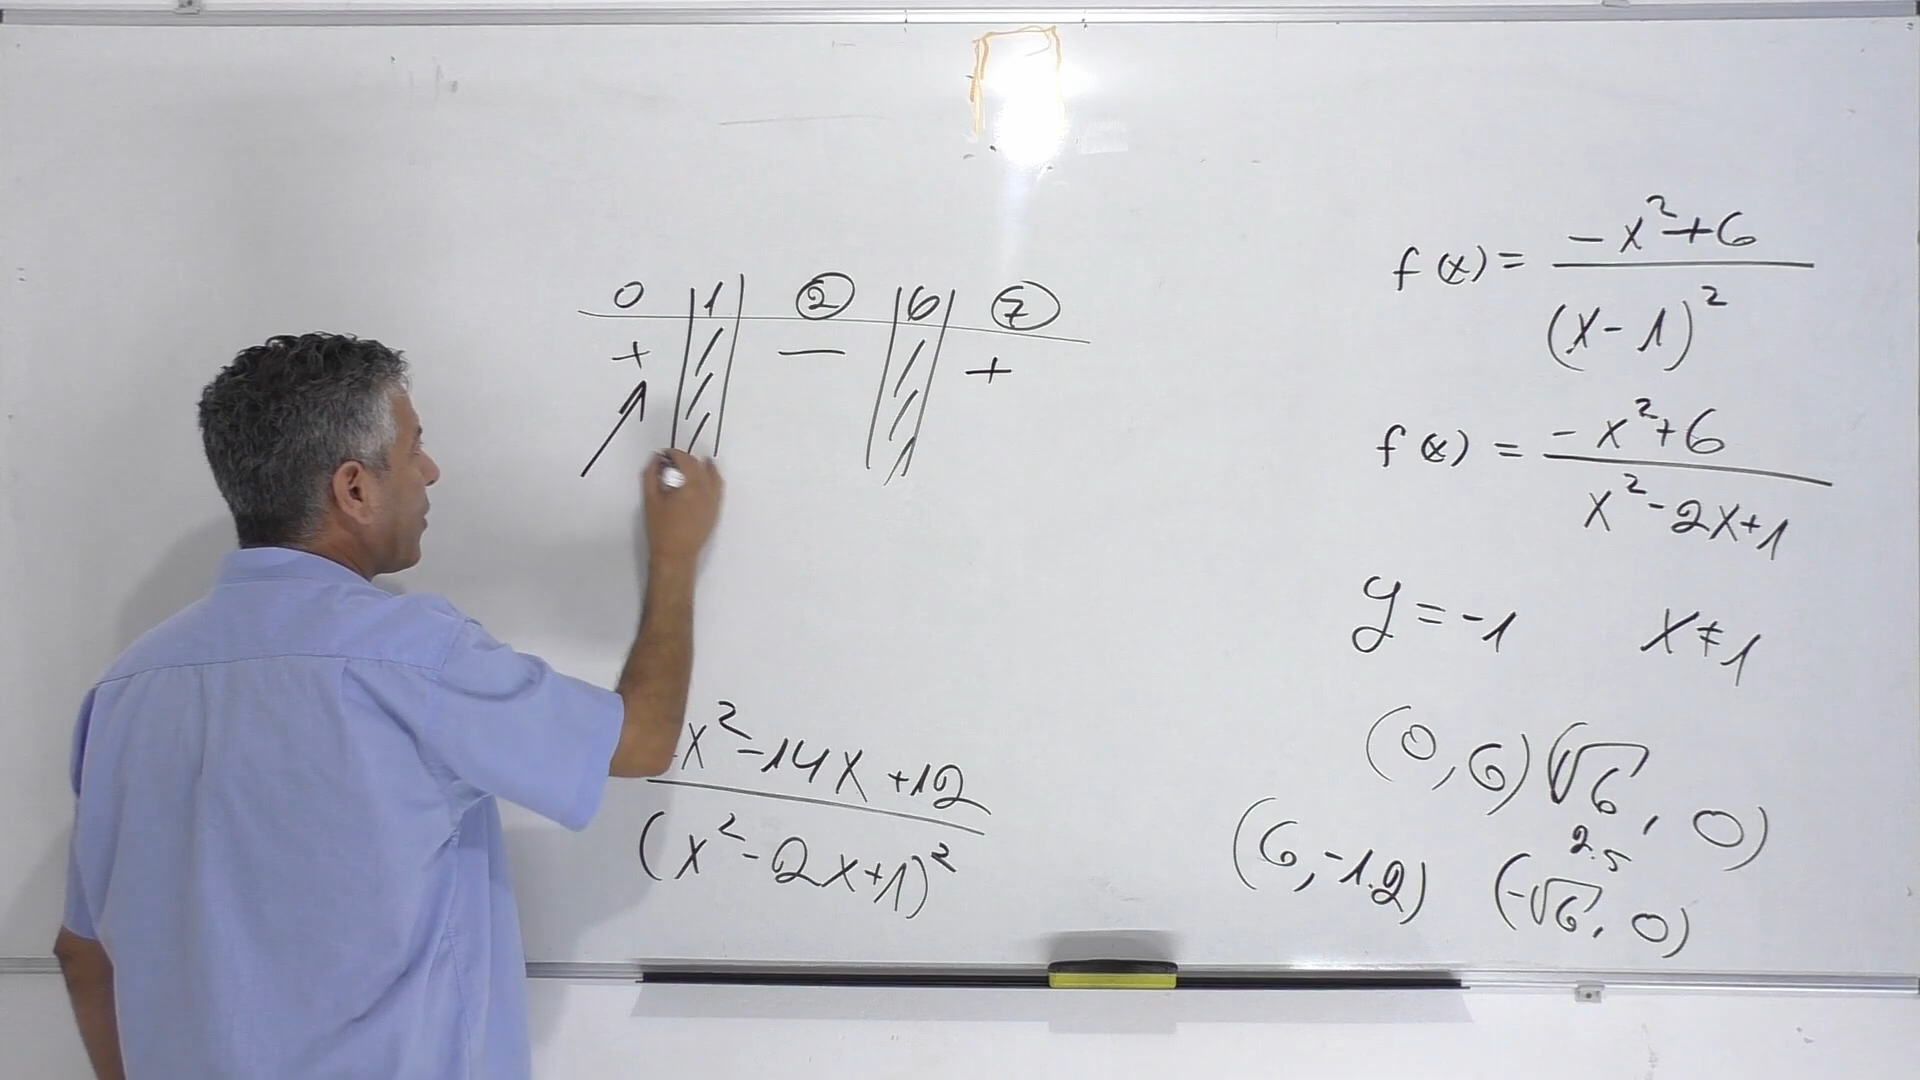 0 | 1 | 2 | 6 | 7
+ — +
x²-14x+12
(x²-2x+1)²
f(x) = -x²+6
(x-1)²
f(x) = -x²+6
x²-2x+1
y=-1 x≠1
(0,6) (√6, 0)
2.5
(6,-1.2) (-√6, 0)